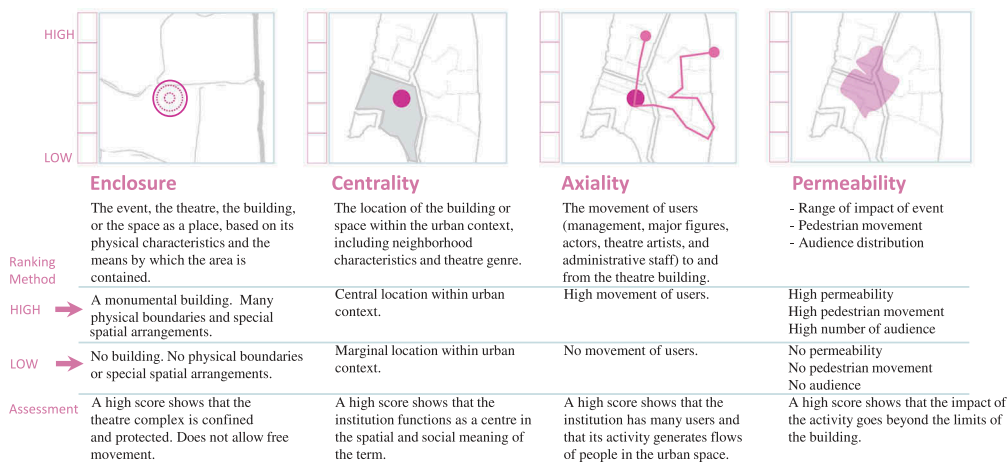 HIGH
LOW
Enclosure
The event, the theatre, the building,
or the space as a place, based on its
physical characteristics and the
means by which the area is
contained.
Centrality
The location of the building or
space within the urban context,
including neighborhood
characteristics and theatre genre.
Axiality
The movement of users
(management, major figures,
actors, theatre artists, and
administrative staff) to and
from the theatre building.
Permeability
- Range of impact of event
- Pedestrian movement
- Audience distribution
Ranking
Method
HIGH
A monumental building. Many
physical boundaries and special
spatial arrangements.
Central location within urban
context.
High movement of users.
High permeability
High pedestrian movement
High number of audience
LOW
No building. No physical boundaries
or special spatial arrangements.
Marginal location within urban
context.
No movement of users.
No permeability
No pedestrian movement
No audience
Assessment
A high score shows that the
theatre complex is confined
and protected. Does not allow free
movement.
A high score shows that the
institution functions as a centre in
the spatial and social meaning of
the term.
A high score shows that the
institution has many users and
that its activity generates flows
of people in the urban space.
A high score shows that the impact of
the activity goes beyond the limits of
the building.